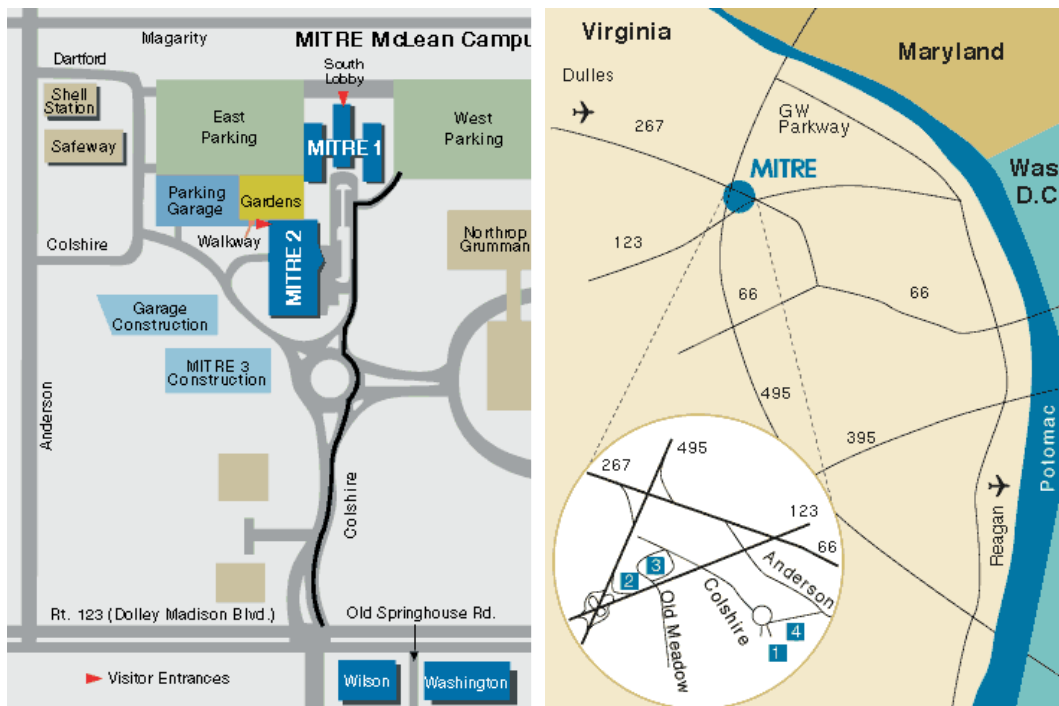 Magarity
MITRE McLean Campu
Dartford
South
Lobby
Shell
Station
East
Parking
West
Parking
Safeway
MITRE 1
Parking
Garage
Gardens
Walkway
Colshire
MITRE 2
Northrop
Grumman
Garage
Construction
MITRE 3
Construction
Anderson
Colshire
Rt. 123 (Dolley Madison Blvd.)
Old Springhouse Rd.
Visitor Entrances
Wilson
Washington
Virginia
Maryland
Dulles
GW
Parkway
267
MITRE
Was
D.C
123
66
66
495
395
Potomac
Reagan
495
267
123
66
Anderson
3
2
Colshire
Old Meadow
4
1